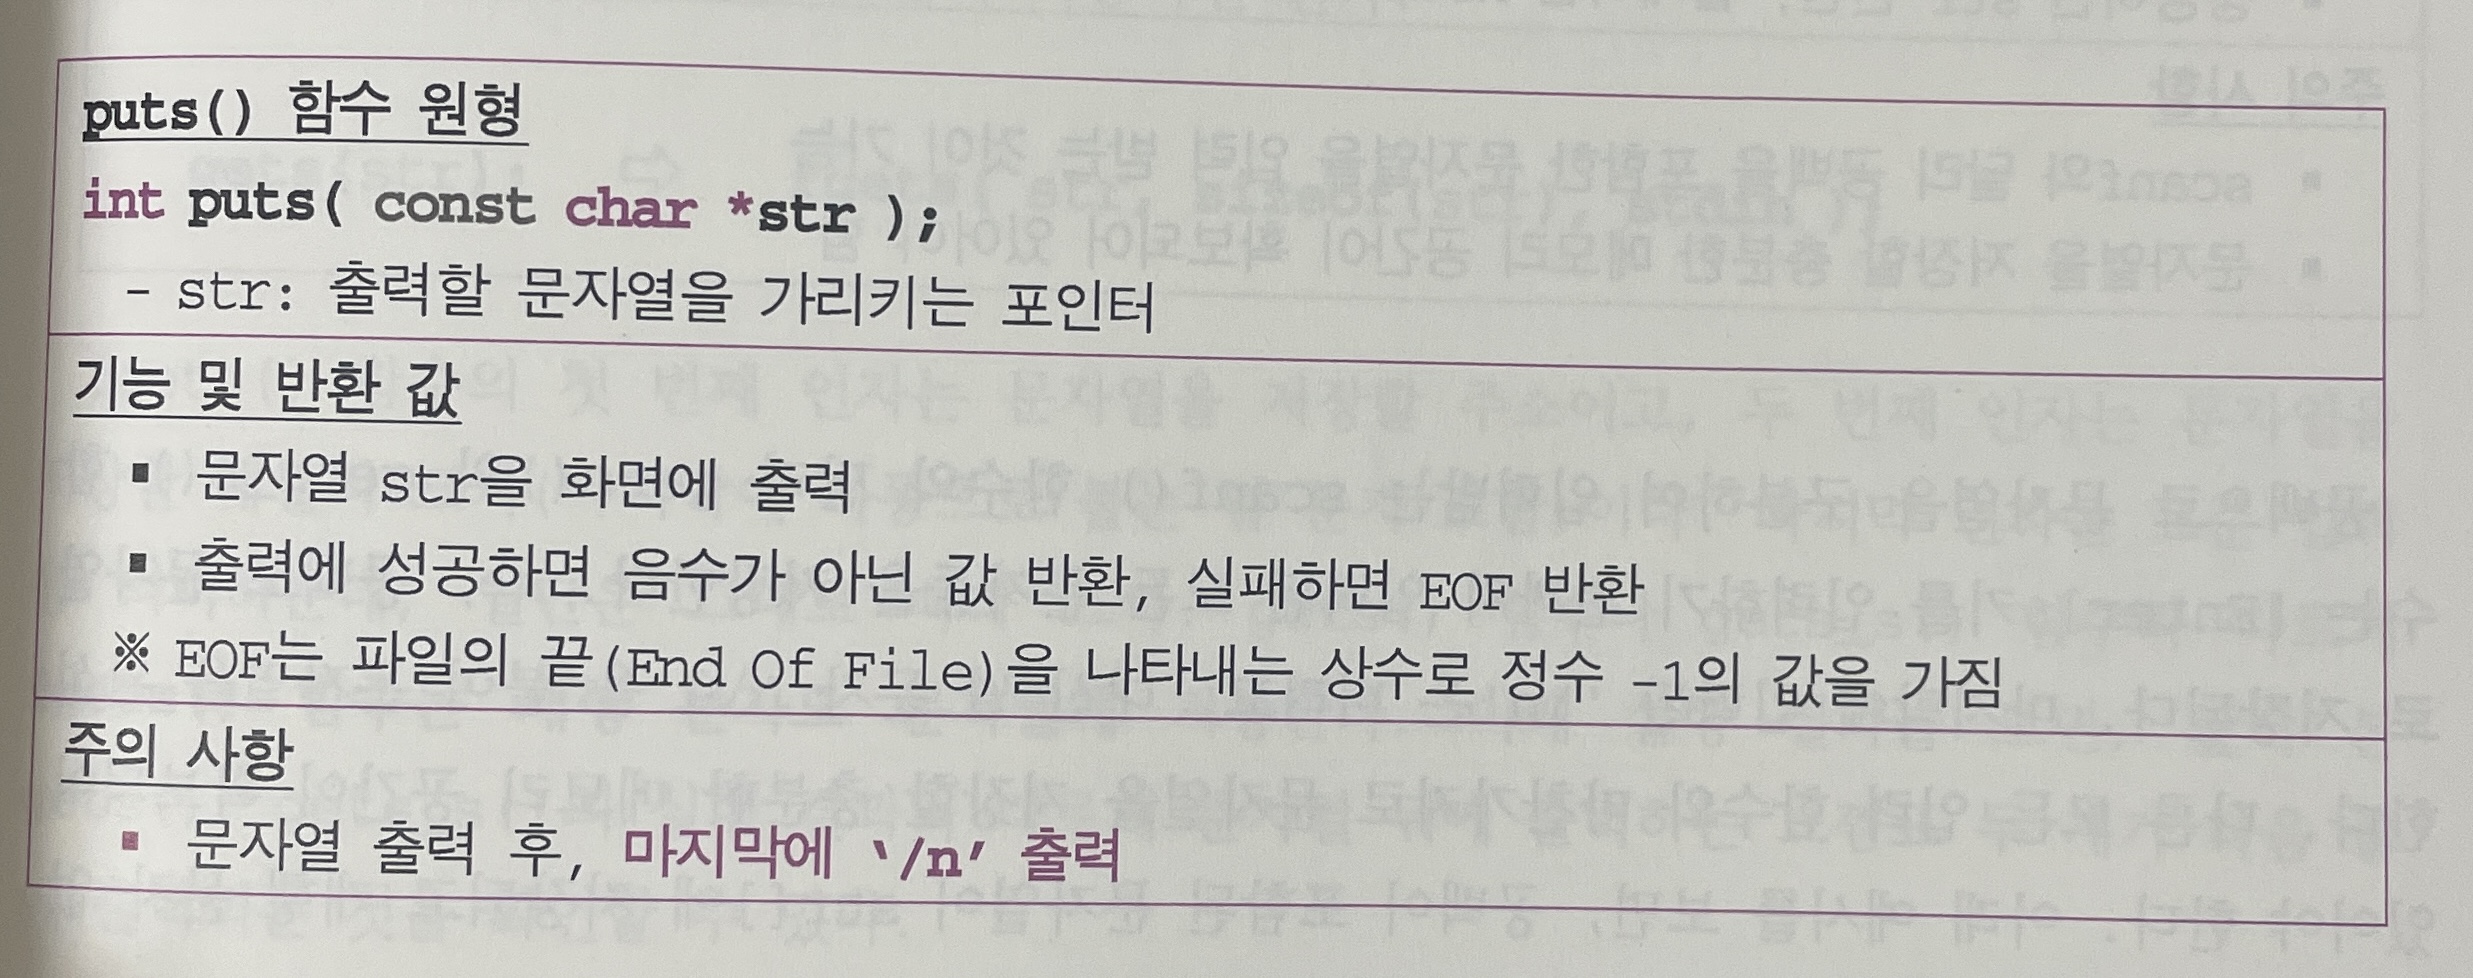 puts() 함수 원형
int puts( const char *str );
- str: 출력할 문자열을 가리키는 포인터
기능 및 반환 값
▪ 문자열 str을 화면에 출력
▪ 출력에 성공하면 음수가 아닌 값 반환, 실패하면 EOF 반환
※ EOF는 파일의 끝(End Of File)을 나타내는 상수로 정수 -1의 값을 가짐
주의 사항
▪ 문자열 출력 후, 마지막에 ‘/n’ 출력